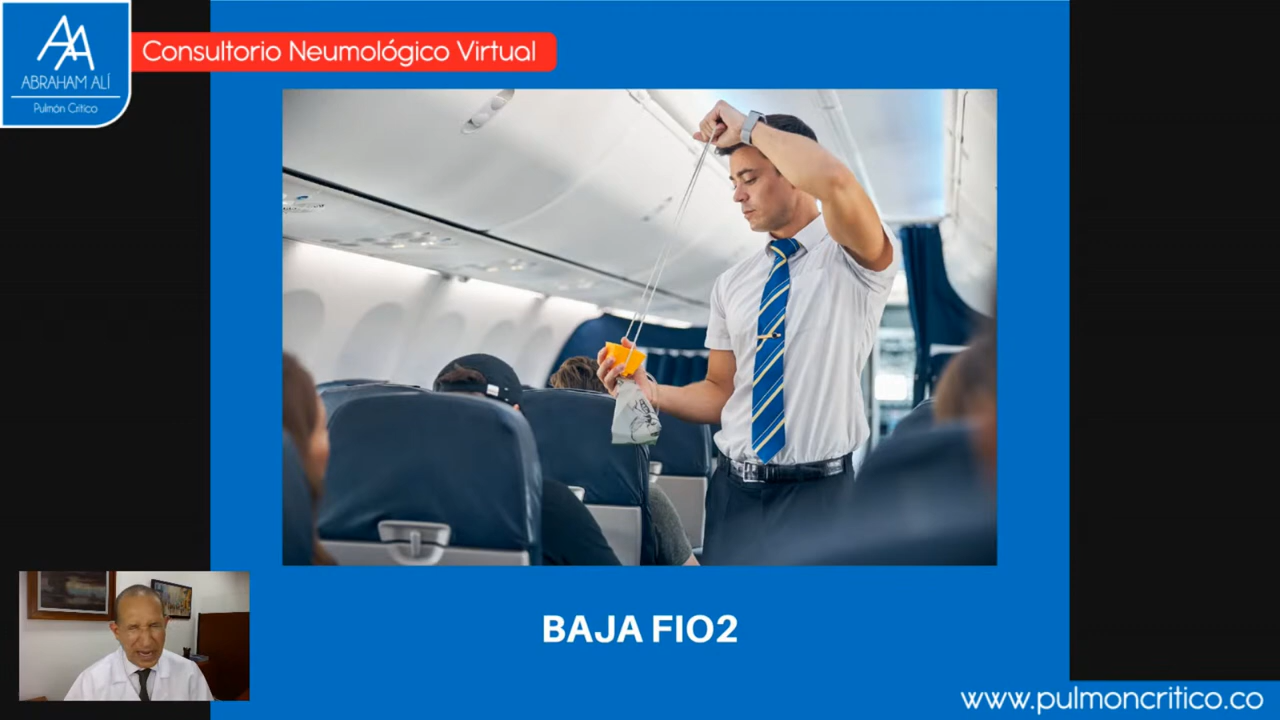 AA
ABRAHAM ALÍ
Pulmón Crítico
Consultorio Neumológico Virtual
BAJA FIO2
www.pulmoncritico.co